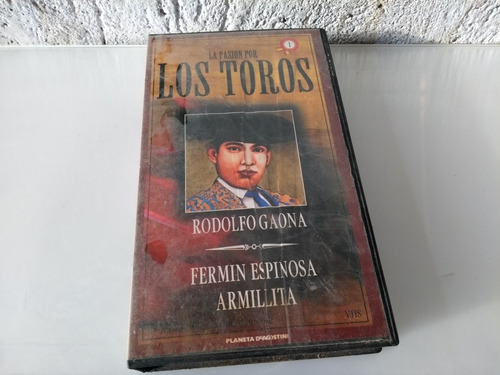 1
LA PASION POR
LOS TOROS
RODOLFO GAONA
FERMIN ESPINOSA
ARMILLITA
VHS
PLANETA DEAGOSTINI